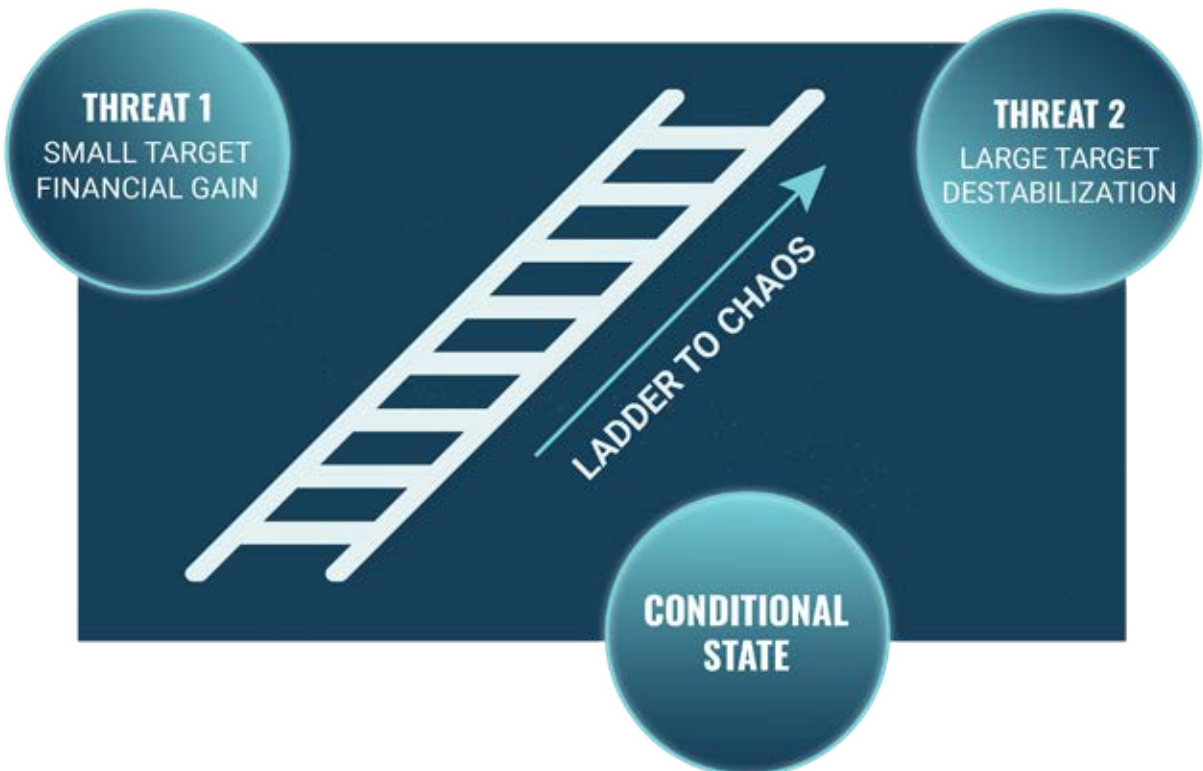 THREAT 1
SMALL TARGET
FINANCIAL GAIN
THREAT 2
LARGE TARGET
DESTABILIZATION
LADDER TO CHAOS
CONDITIONAL
STATE